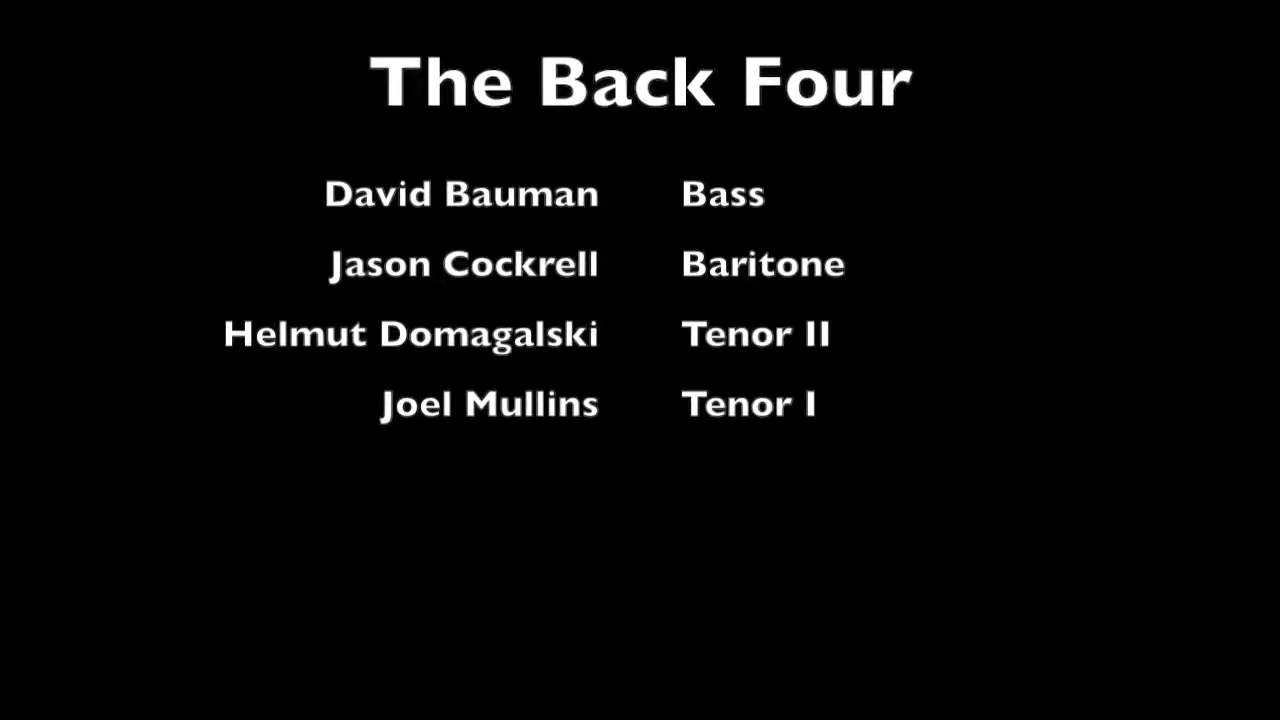 The Back Four
David Bauman Bass
Jason Cockrell Baritone
Helmut Domagalski Tenor II
Joel Mullins Tenor I